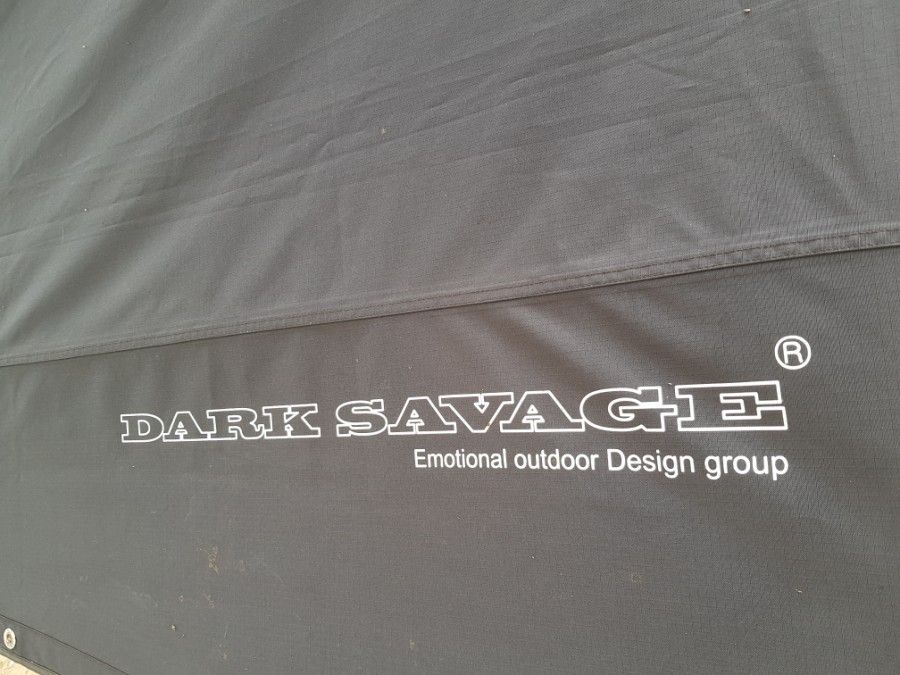 DARK SAVAGE®
Emotional outdoor Design group